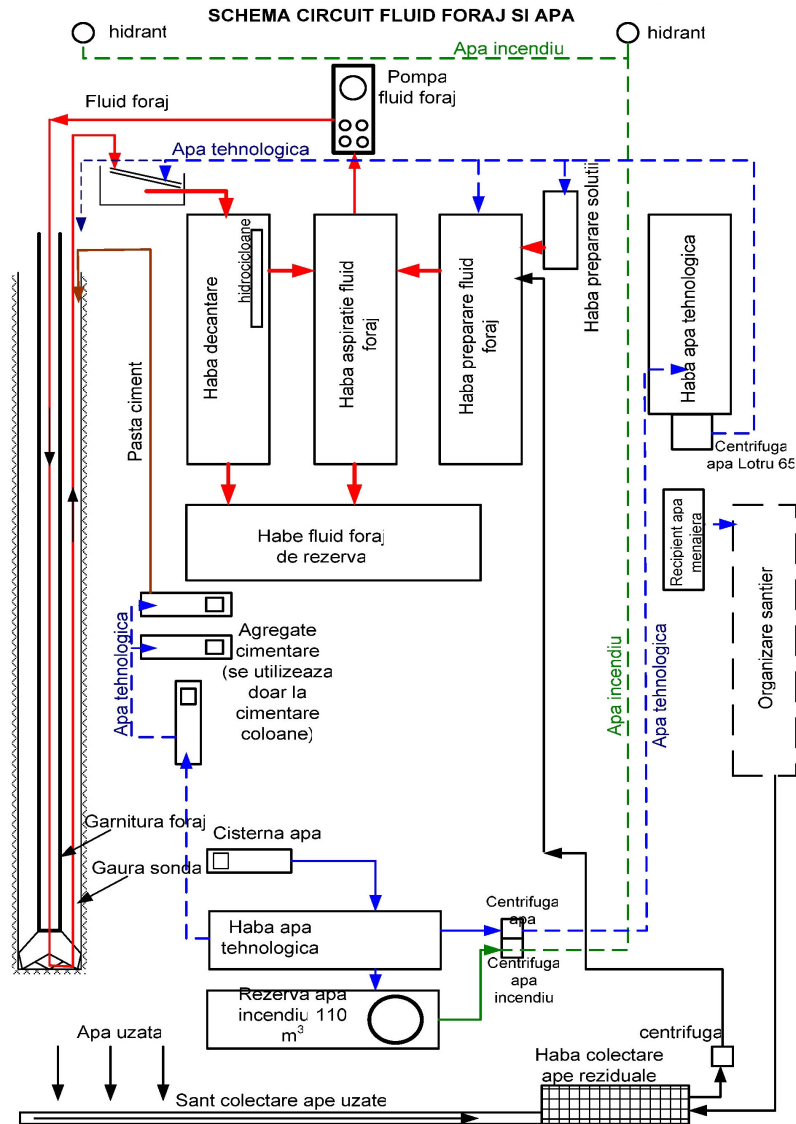 SCHEMA CIRCUIT FLUID FORAJ SI APA
hidrant
hidrant
Apa incendiu
Pompa
fluid foraj
Fluid foraj
Apa tehnologica
Haba decantare
hidrocicloane
Haba aspiratie fluid
foraj
Haba preparare fluid
foraj
Haba preparare solutii
Haba apa tehnologica
Centrifuga
apa Lotru 65
Pasta ciment
Habe fluid foraj
de rezerva
Recipient apa
menajera
Organizare santier
Apa tehnologica
Agregate
cimentare
(se utilizeaza
doar la
cimentare
coloane)
Apa incendiu
Apa tehnologica
Garnitura foraj
Gaura sonda
Cisterna apa
Haba apa
tehnologica
Centrifuga
apa
Centrifuga
apa
incendiu
Rezerva apa
incendiu 110
m³
Apa uzata
centrifuga
Haba colectare
ape reziduale
Sant colectare ape uzate